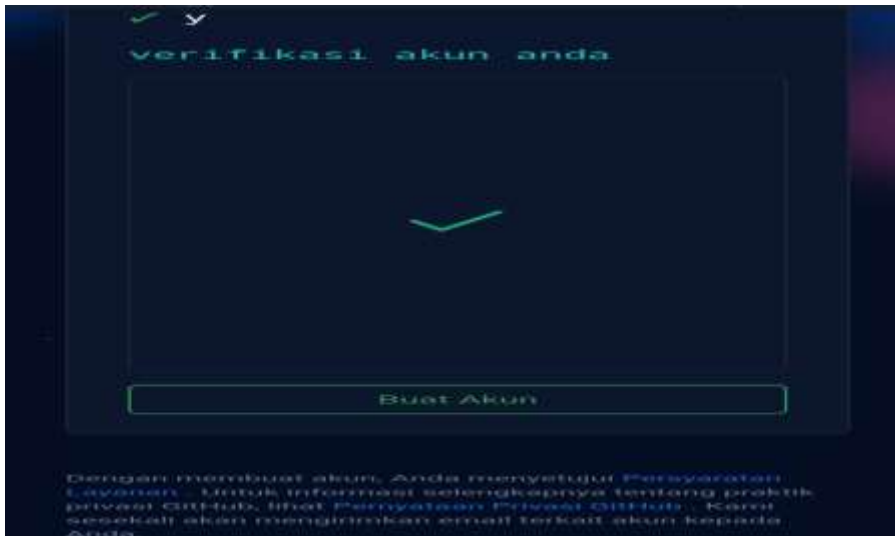 ✓ y
verifikasi akun anda
Buat Akun
Dengan membuat akun, Anda menyetujui Persyaratan
Layanan . Untuk informasi selengkapnya tentang praktik
privasi GitHub, lihat Pernyataan Privasi GitHub . Kami
sesekali akan mengirimkan email terkait akun kepada
Anda